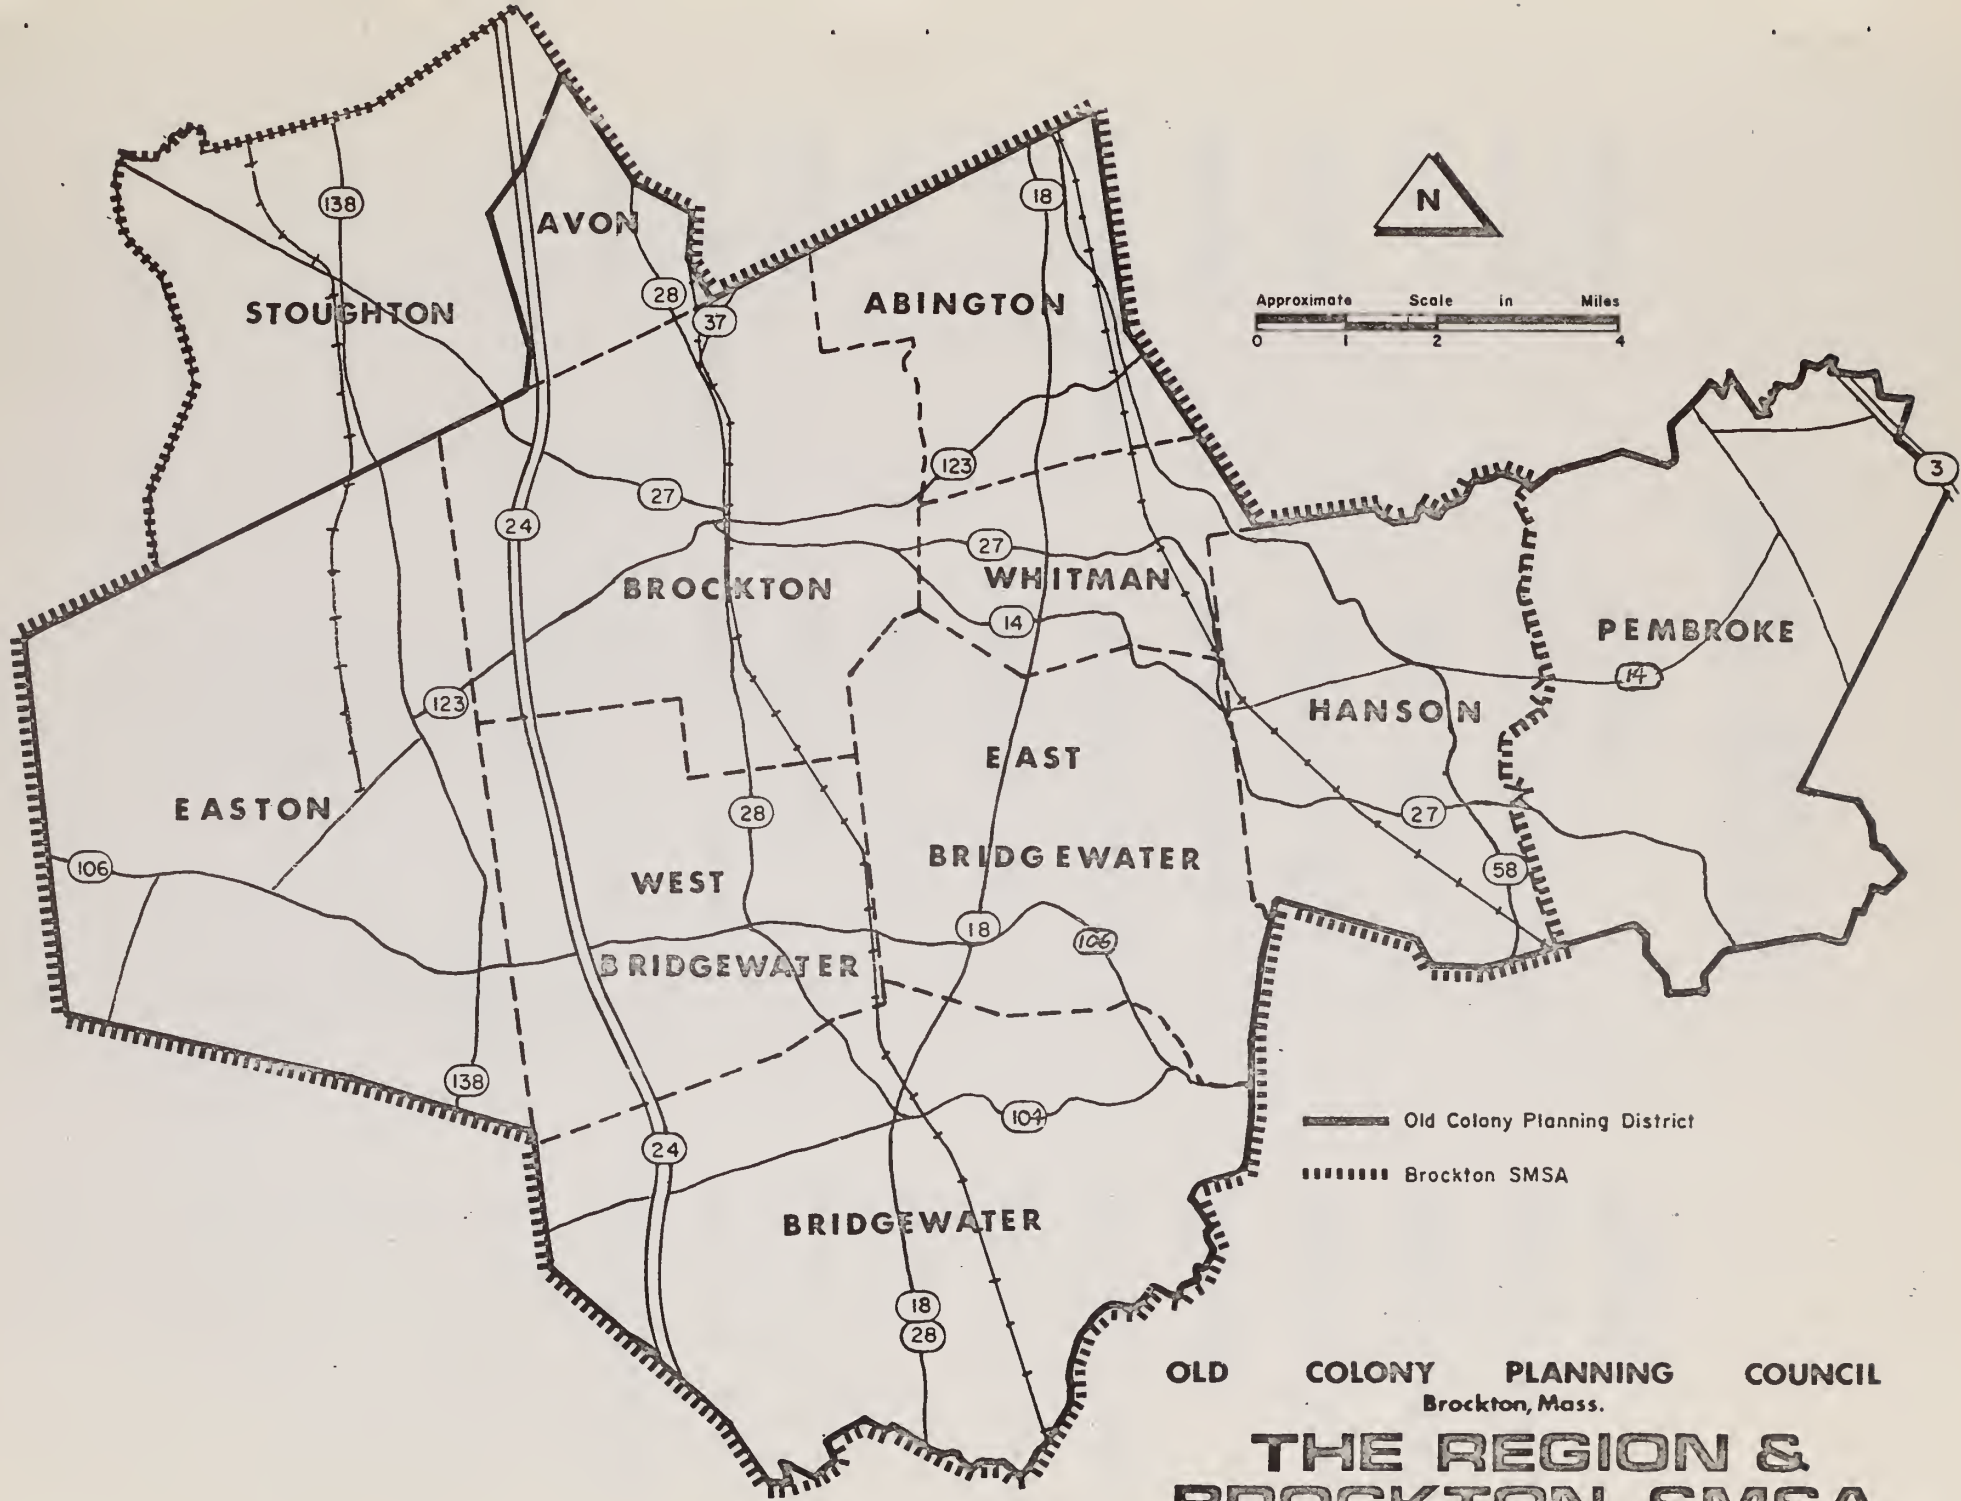 138
18
N
AVON
28
37
STOUGHTON
ABINGTON
Approximate Scale in Miles
0 1 2 4
123
3
27
24
27
BROCKTON
WHITMAN
14
PEMBROKE
14
123
HANSON
EAST
EASTON
28
27
BRIDGEWATER
106
WEST
58
18
106
BRIDGEWATER
138
104
Old Colony Planning District
24
Brockton SMSA
BRIDGEWATER
18
28
OLD COLONY PLANNING COUNCIL
Brockton, Mass.
THE REGION &
BROCKTON SMSA